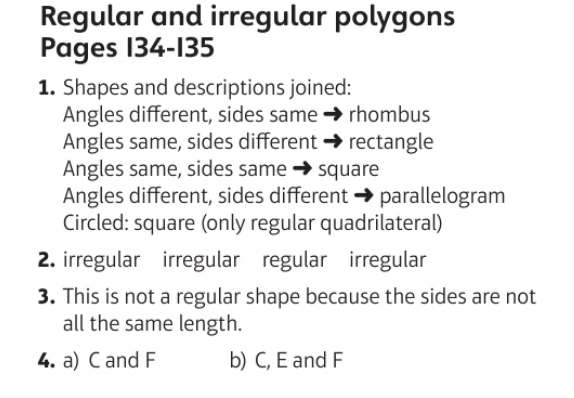 Regular and irregular polygons
Pages 134-135
1. Shapes and descriptions joined:
Angles different, sides same ➜ rhombus
Angles same, sides different ➜ rectangle
Angles same, sides same ➜ square
Angles different, sides different ➜ parallelogram
Circled: square (only regular quadrilateral)
2. irregular irregular regular irregular
3. This is not a regular shape because the sides are not
all the same length.
4. a) C and F b) C, E and F